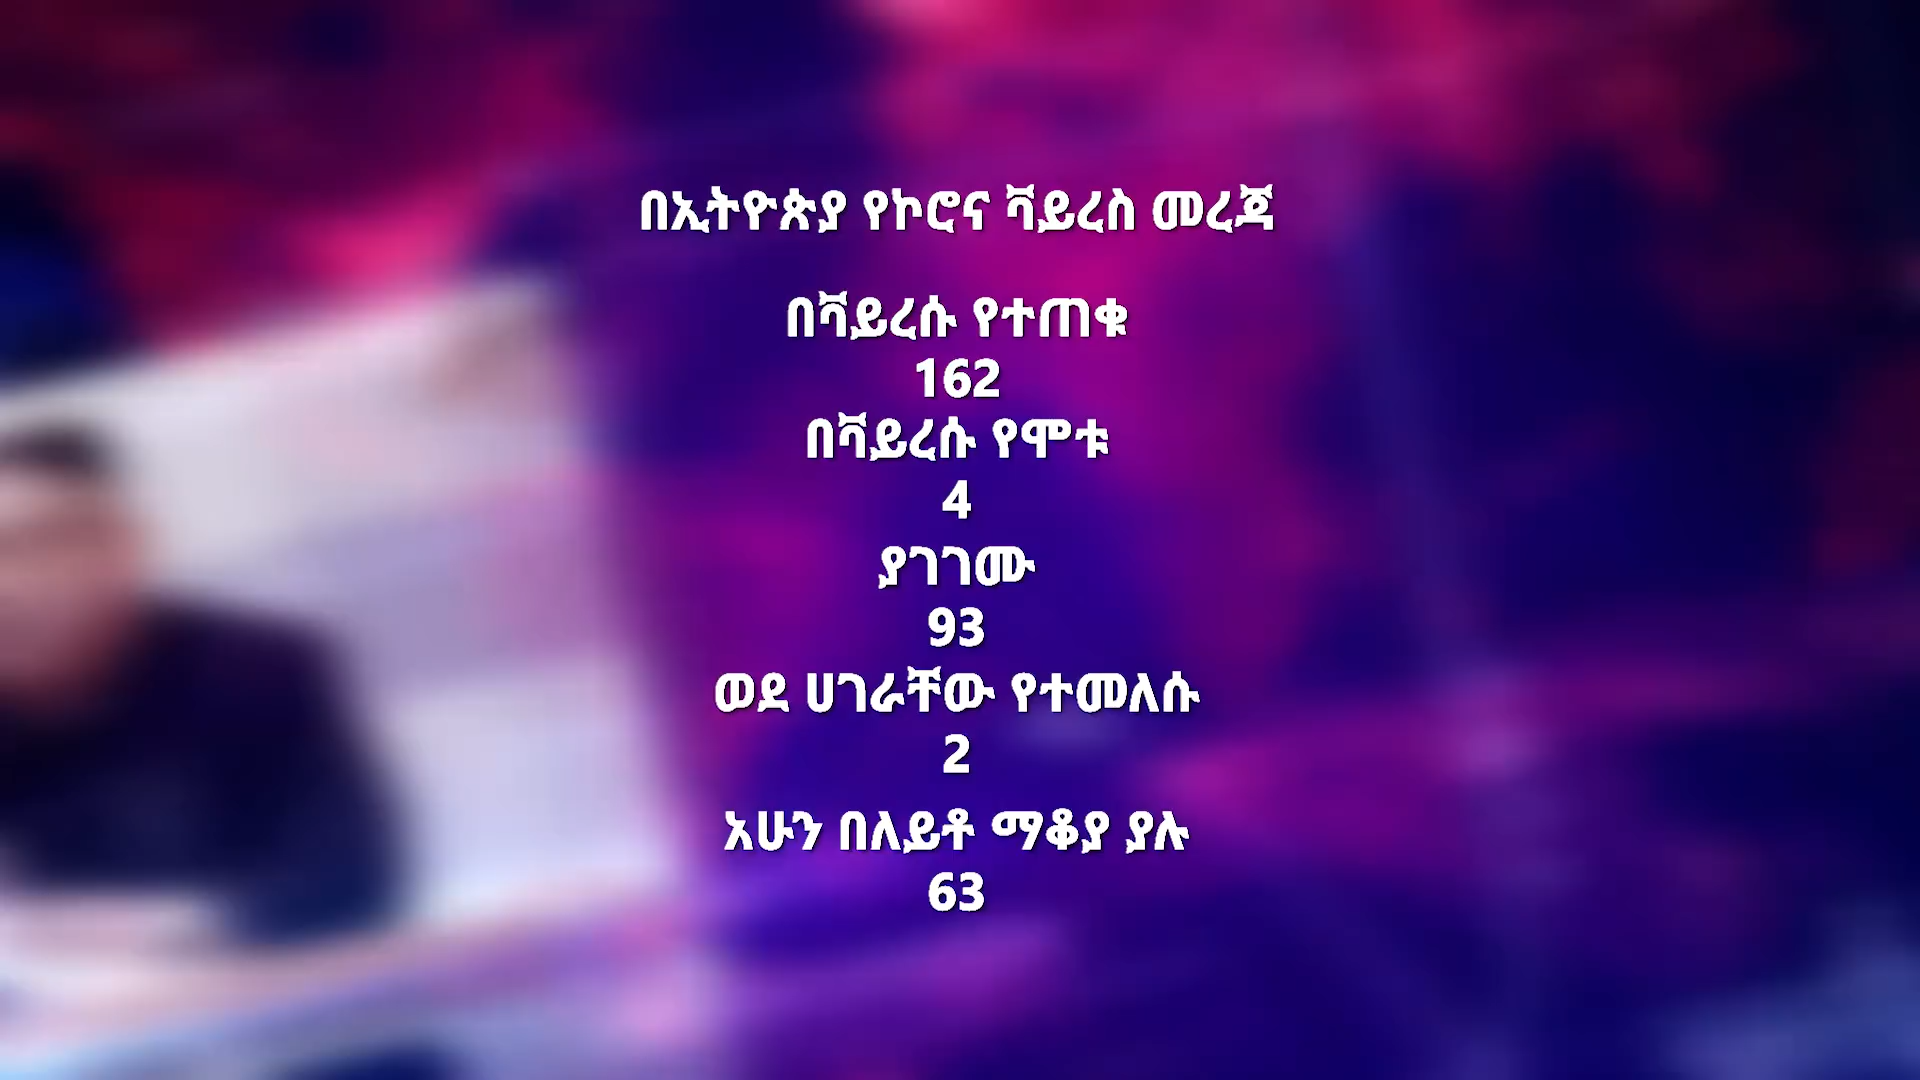 በኢትዮጵያ የኮሮና ቫይረስ መረጃ
በቫይረሱ የተጠቁ
162
በቫይረሱ የሞቱ
4
ያገገሙ
93
ወደ ሀገራቸው የተመለሱ
2
አሁን በለይቶ ማቆያ ያሉ
63